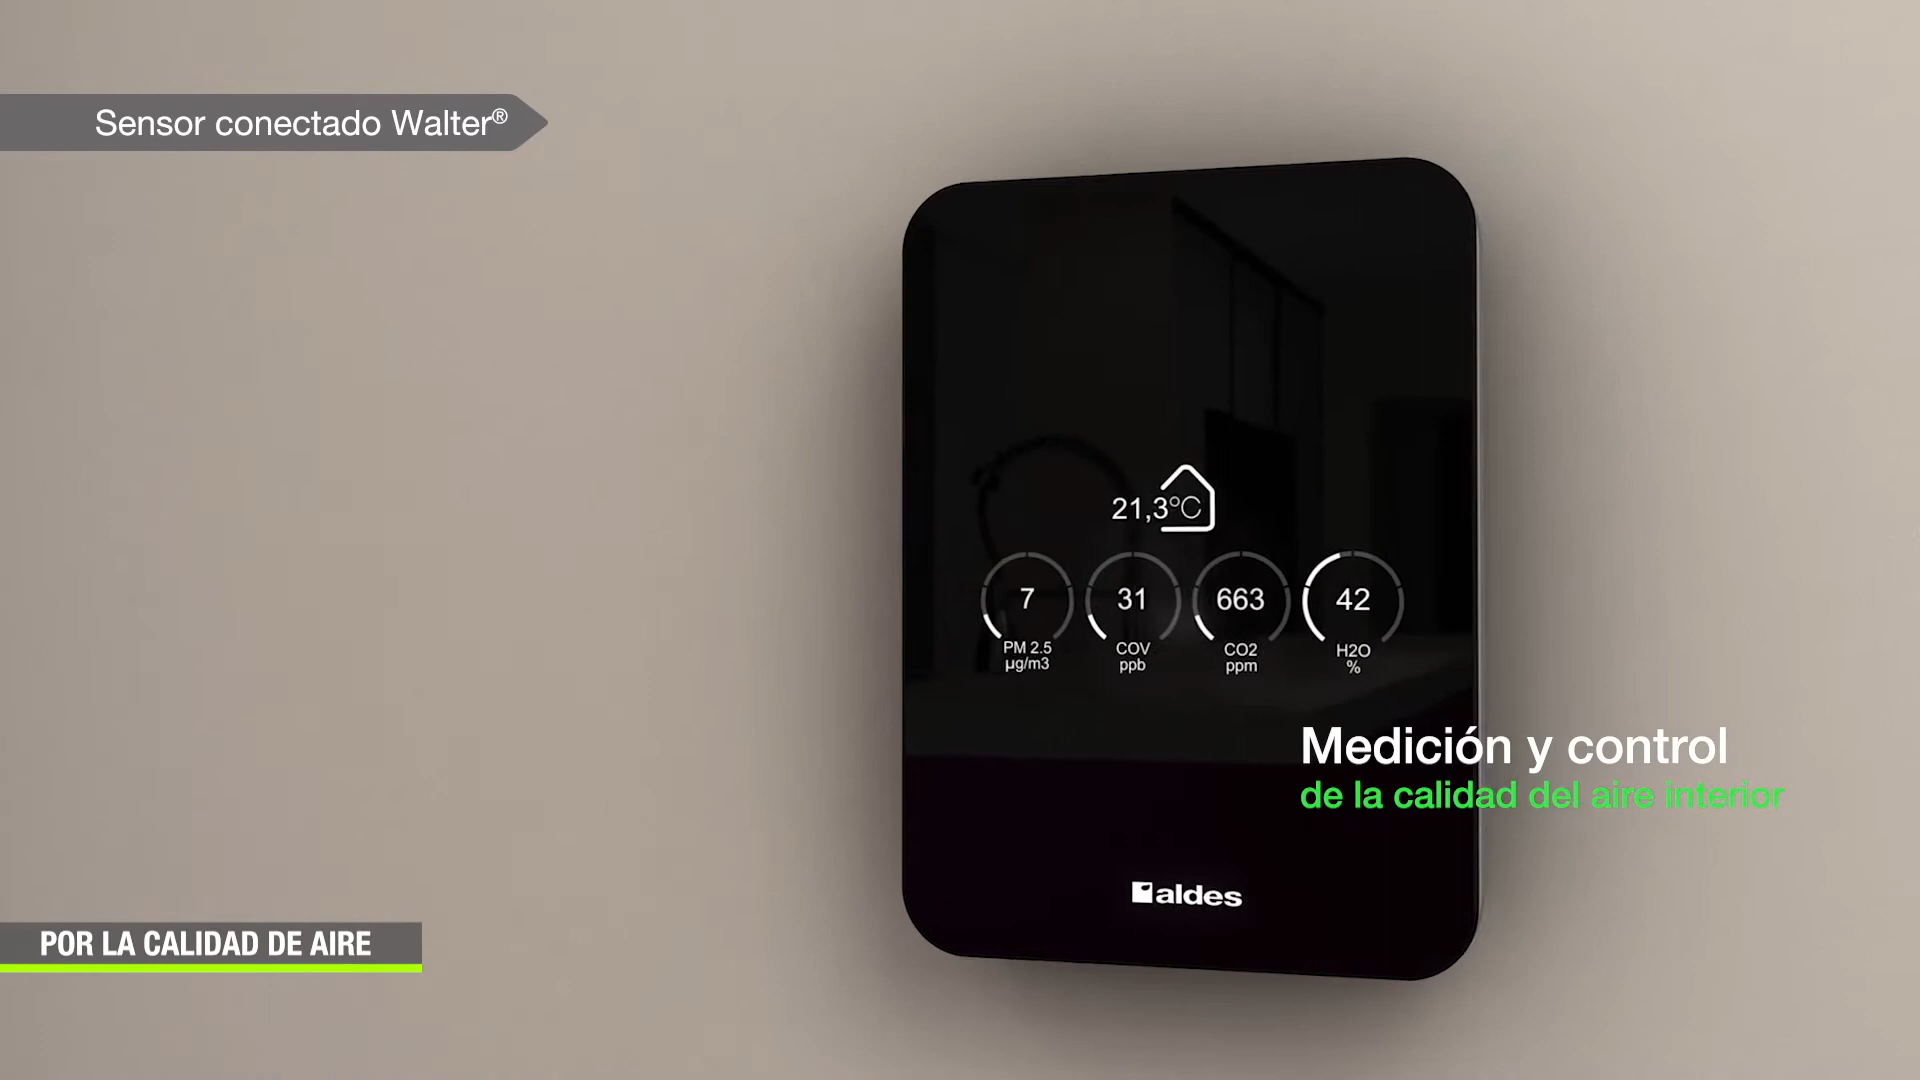 Sensor conectado Walter®
21,3°C
7
31
663
42
PM 2.5
µg/m3
COV
ppb
CO2
ppm
H2O
%
Medición y control
de la calidad del aire interior
aldes
POR LA CALIDAD DE AIRE